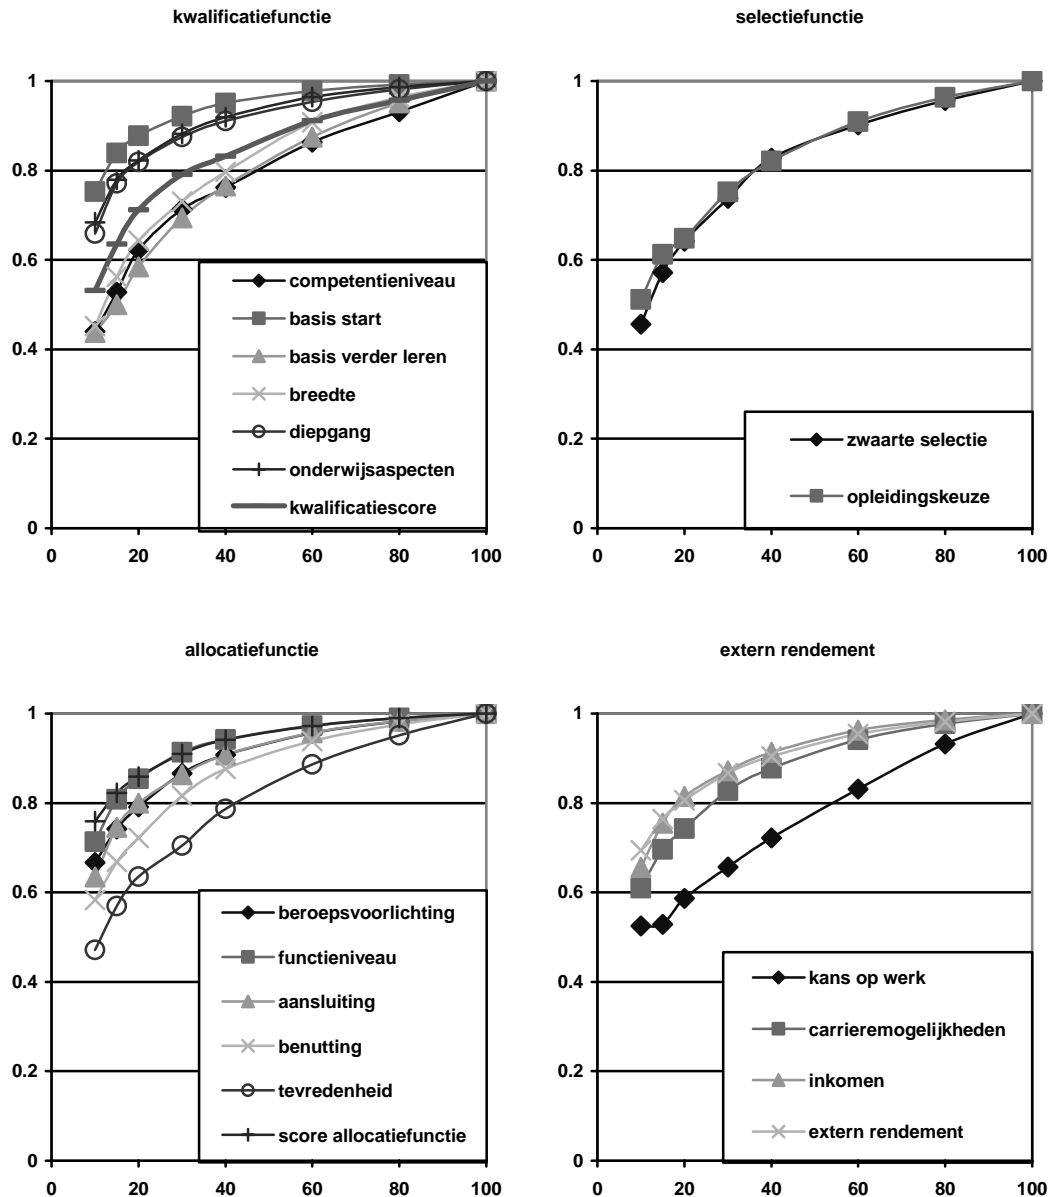 kwalificatiefunctie
1
0.8
0.6
0.4
0.2
0
0 20 40 60 80 100
competentieniveau
basis start
basis verder leren
breedte
diepgang
onderwijsaspecten
kwalificatiescore
selectiefunctie
1
0.8
0.6
0.4
0.2
0
0 20 40 60 80 100
zwaarte selectie
opleidingskeuze
allocatiefunctie
1
0.8
0.6
0.4
0.2
0
0 20 40 60 80 100
beroepsvoorlichting
functieniveau
aansluiting
benutting
tevredenheid
score allocatiefunctie
extern rendement
1
0.8
0.6
0.4
0.2
0
0 20 40 60 80 100
kans op werk
carrieremogelijkheden
inkomen
extern rendement